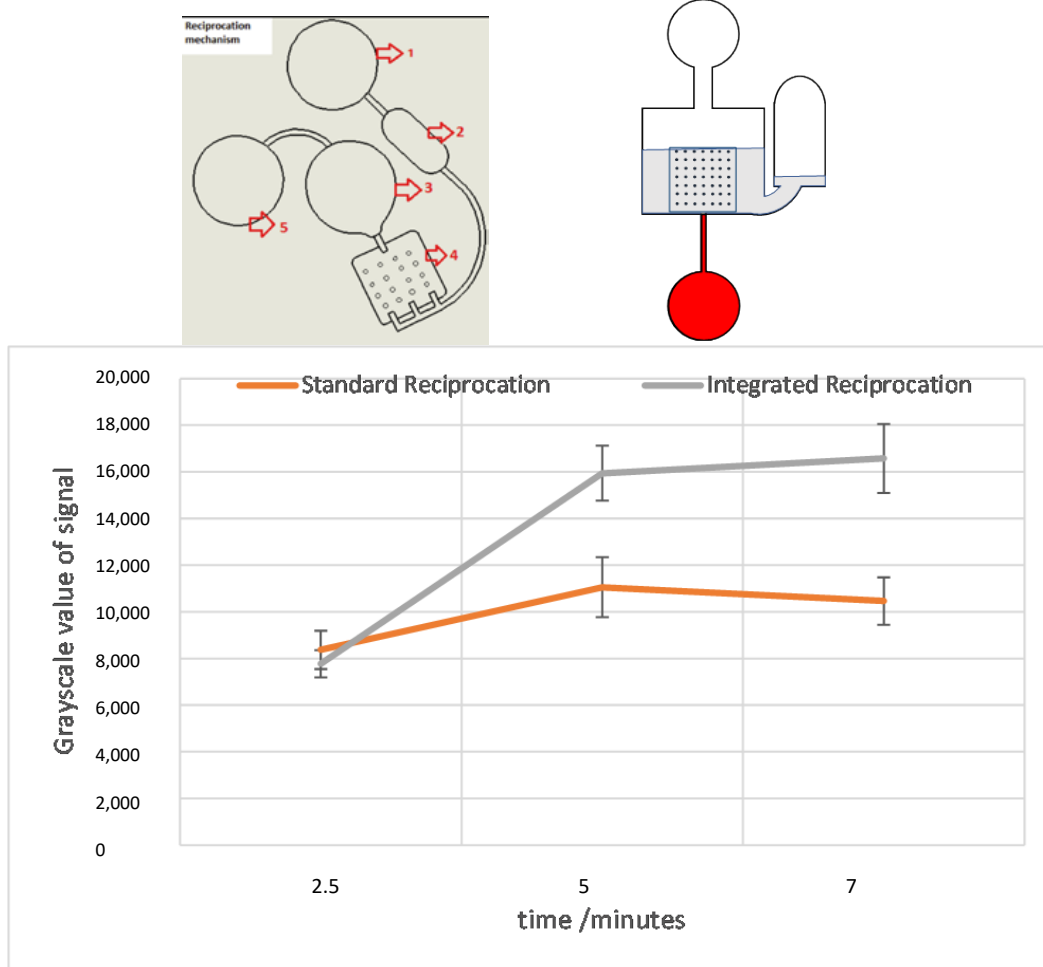 Reciprocation
mechanism
1
2
3
4
5
20,000
18,000
16,000
14,000
12,000
10,000
8,000
6,000
4,000
2,000
0
Standard Reciprocation
Integrated Reciprocation
Grayscale value of signal
2.5 5 7
time /minutes